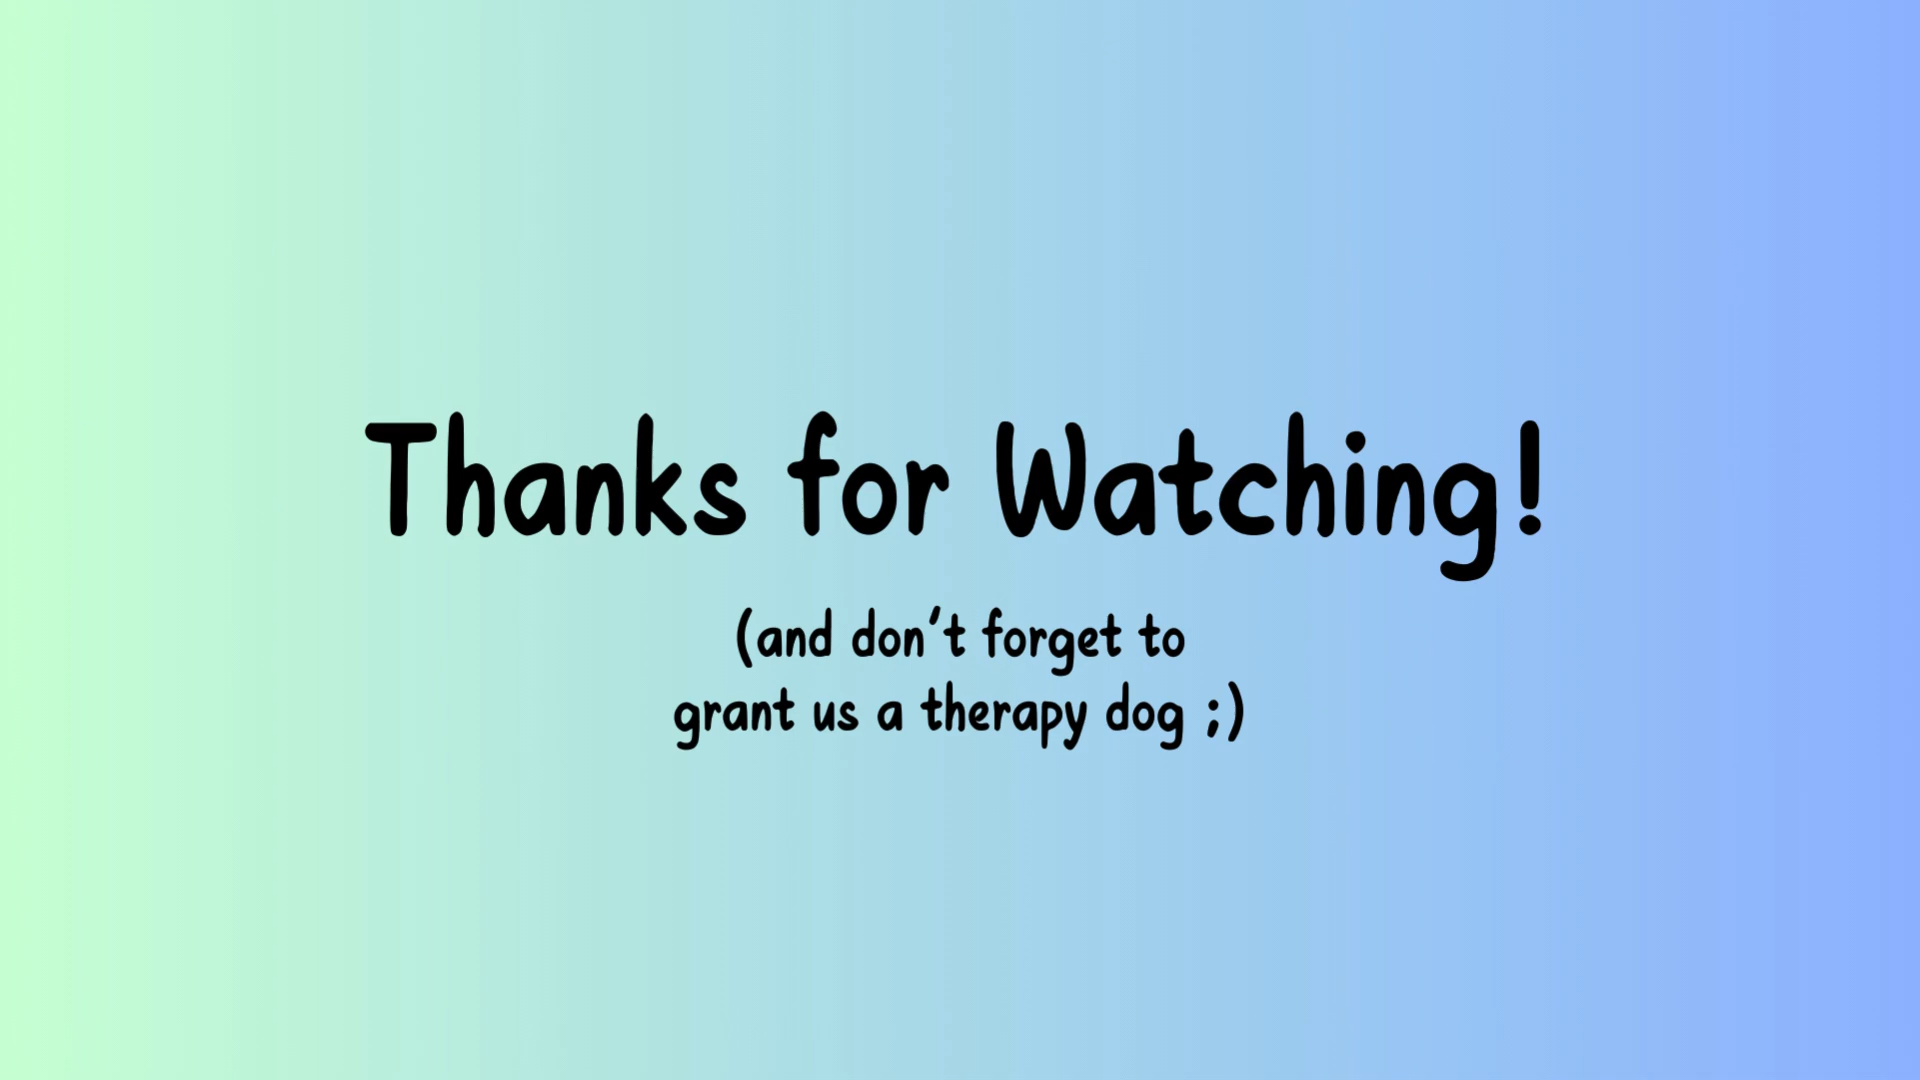 Thanks for Watching!
(and don't forget to
grant us a therapy dog ;)